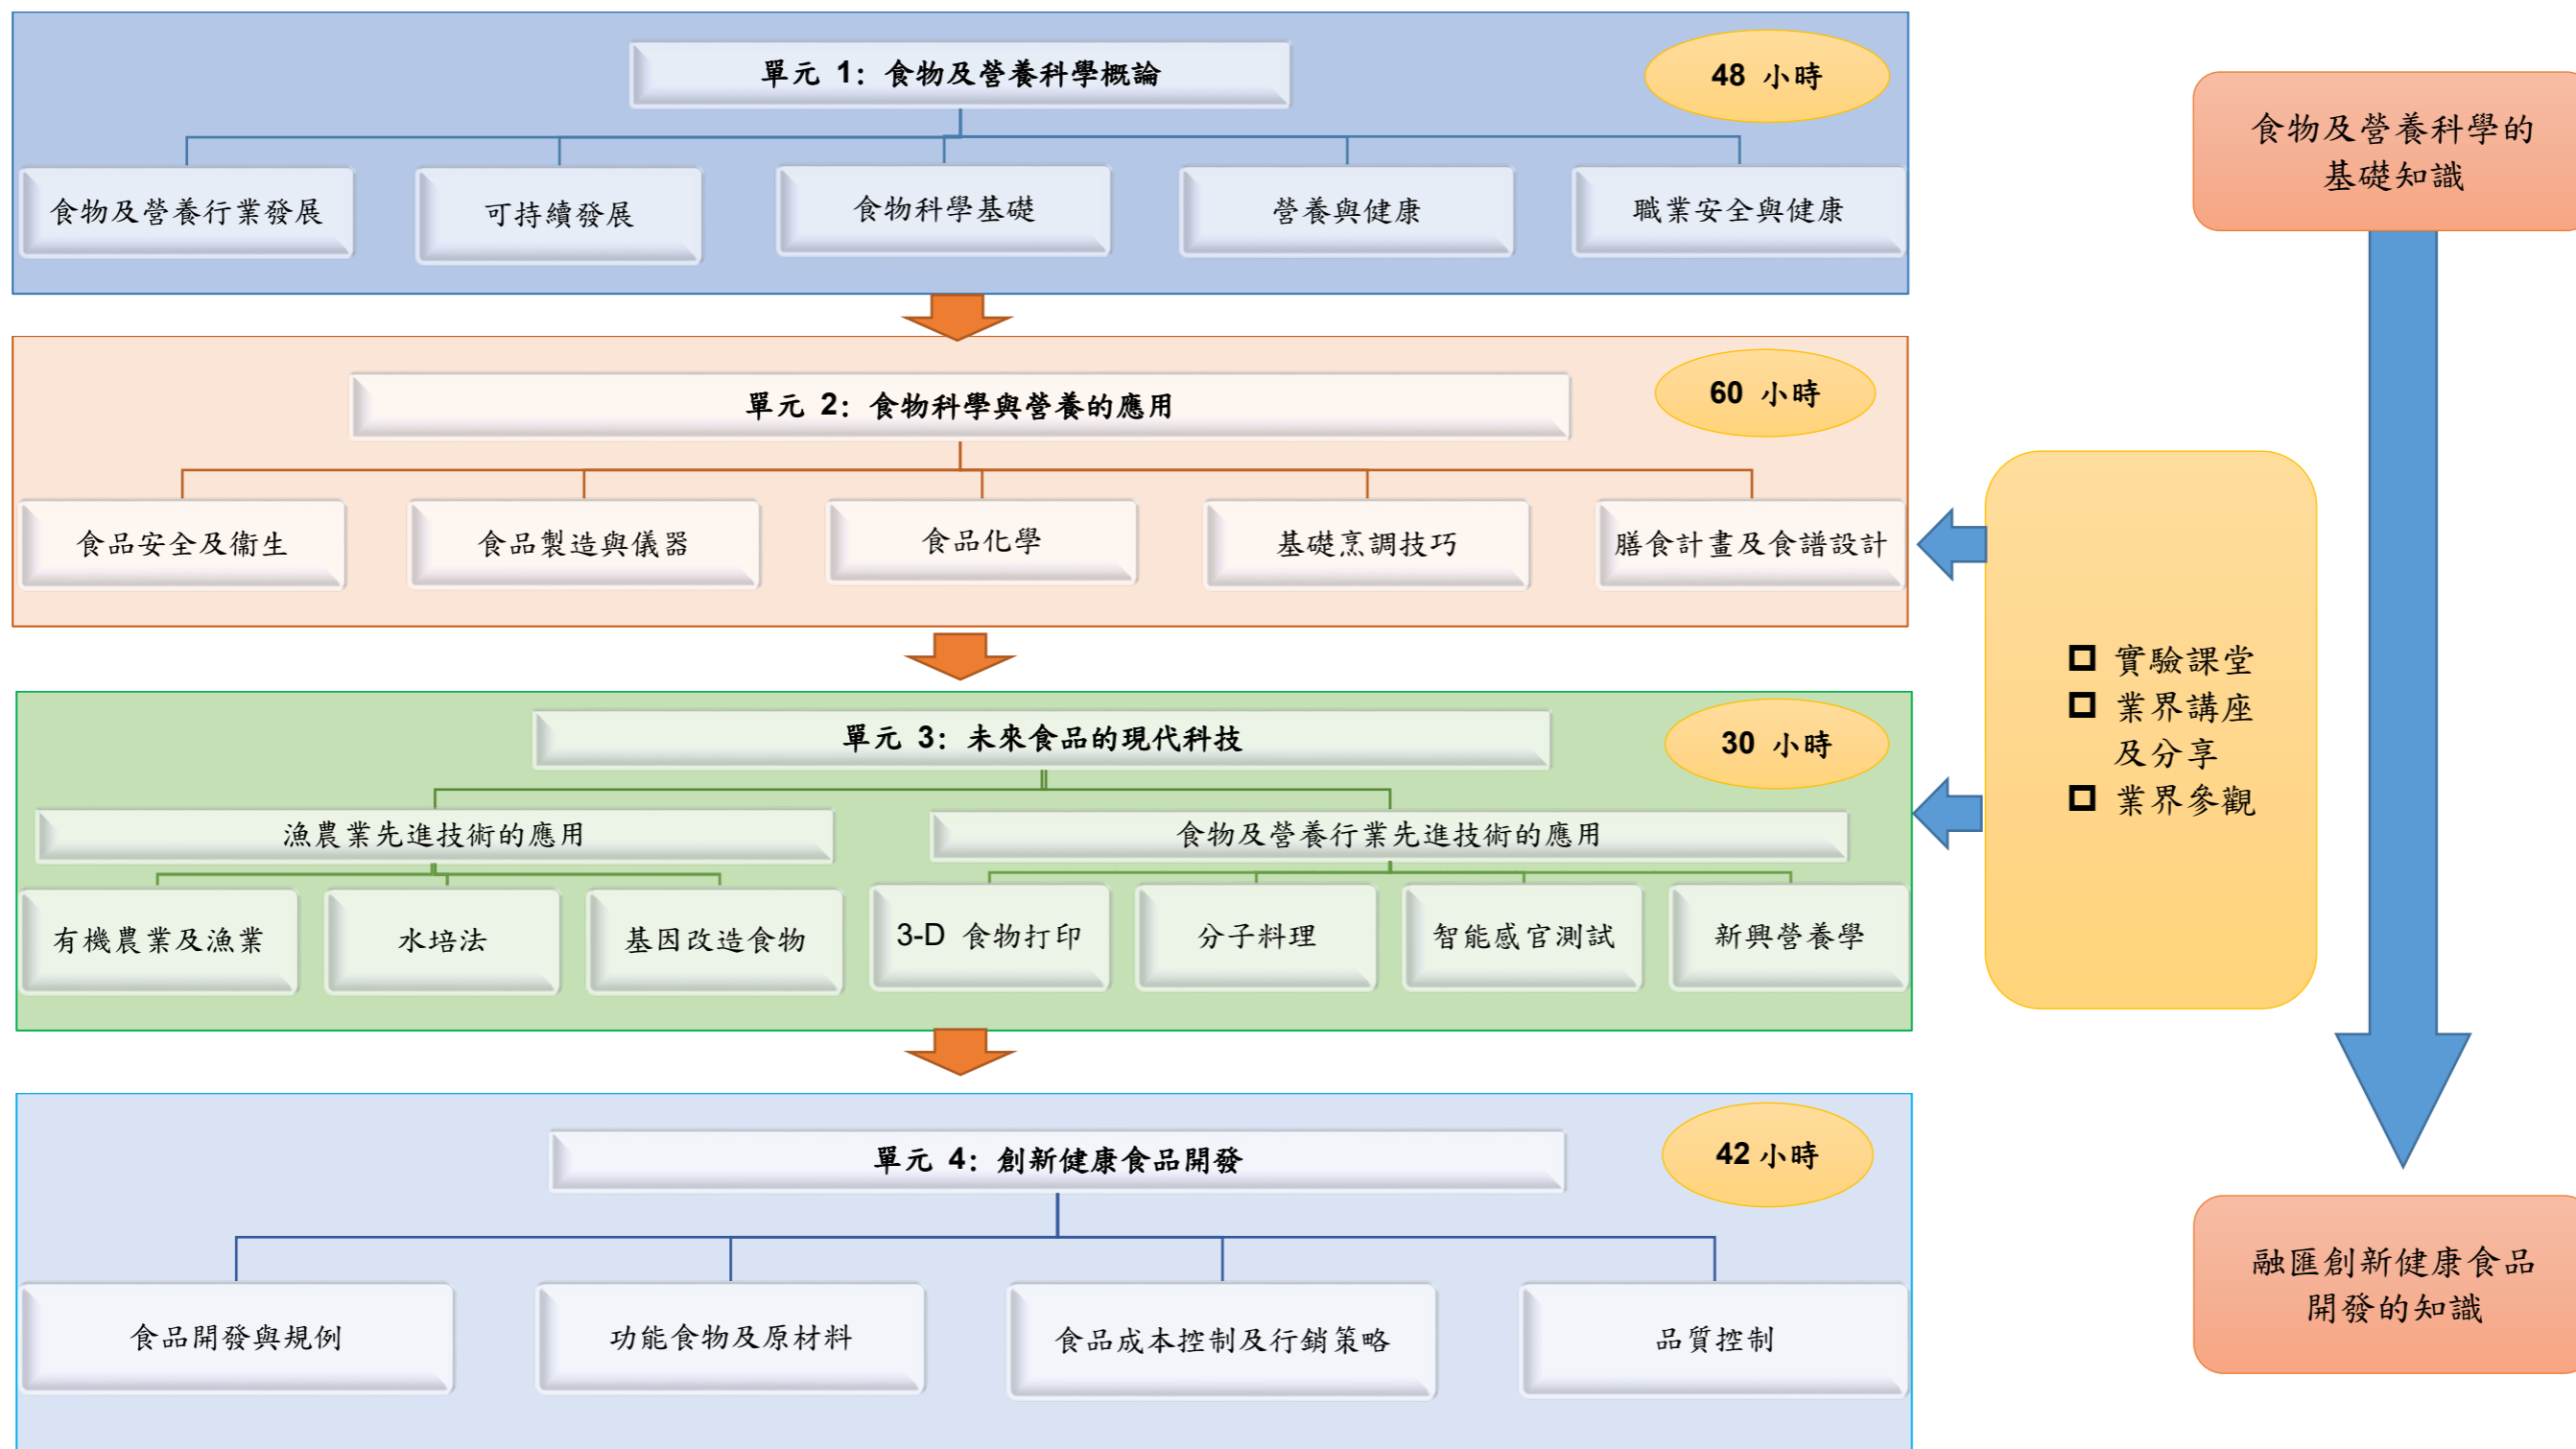 單元 1：食物及營養科學概論
48 小時
食物及營養行業發展
可持續發展
食物科學基礎
營養與健康
職業安全與健康
單元 2：食物科學與營養的應用
60 小時
食品安全及衞生
食品製造與儀器
食品化學
基礎烹調技巧
膳食計畫及食譜設計
單元 3：未來食品的現代科技
30 小時
漁農業先進技術的應用
食物及營養行業先進技術的應用
有機農業及漁業
水培法
基因改造食物
3-D 食物打印
分子料理
智能感官測試
新興營養學
單元 4：創新健康食品開發
42 小時
食品開發與規例
功能食物及原材料
食品成本控制及行銷策略
品質控制
實驗課堂
業界講座
及分享
業界參觀
食物及營養科學的
基礎知識
融匯創新健康食品
開發的知識